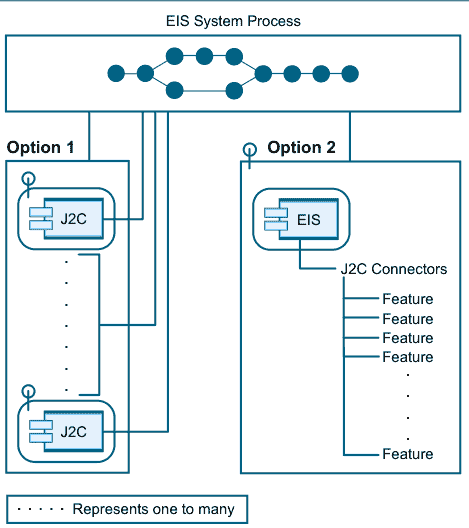 EIS System Process
Option 1
Option 2
J2C
EIS
J2C Connectors
Feature
Feature
Feature
Feature
J2C
Feature
Represents one to many